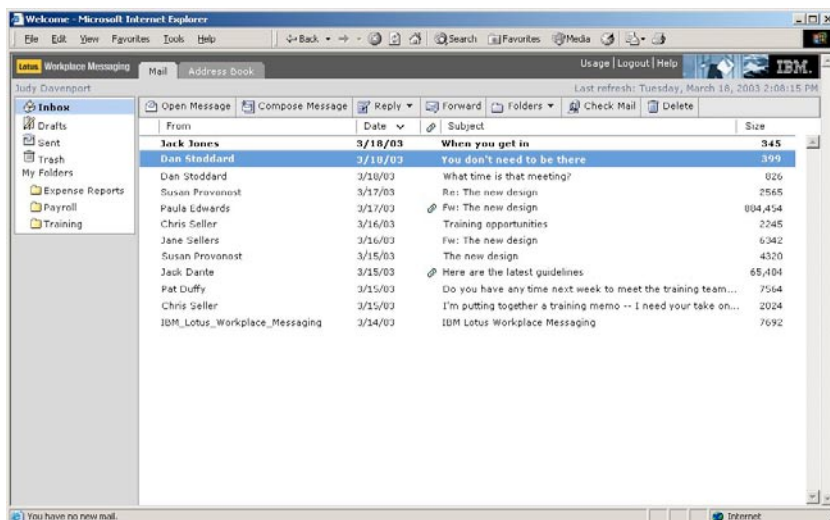 Welcome - Microsoft Internet Explorer
File Edit View Favorites Tools Help Back Search Favorites Media
Lotus Workplace Messaging Mail Address Book Usage | Logout | Help IBM.
Judy Davenport Last refresh: Tuesday, March 18, 2003 2:08:15 PM
Inbox Open Message Compose Message Reply Forward Folders Check Mail Delete
Drafts From Date Subject Size
Sent Jack Jones 3/18/03 When you get in 345
Trash Dan Stoddard 3/18/03 You don't need to be there 399
My Folders Dan Stoddard 3/18/03 What time is that meeting? 826
Expense Reports Susan Provonost 3/17/03 Re: The new design 2565
Payroll Paula Edwards 3/17/03 Fw: The new design 804,454
Training Chris Seller 3/16/03 Training opportunities 2245
Jane Sellers 3/16/03 Fw: The new design 6342
Susan Provonost 3/15/03 The new design 4320
Jack Dante 3/15/03 Here are the latest guidelines 65,404
Pat Duffy 3/15/03 Do you have any time next week to meet the training team... 7564
Chris Seller 3/15/03 I'm putting together a training memo -- I need your take on... 2024
IBM_Lotus_Workplace_Messaging 3/14/03 IBM Lotus Workplace Messaging 7692
You have no new mail. Internet